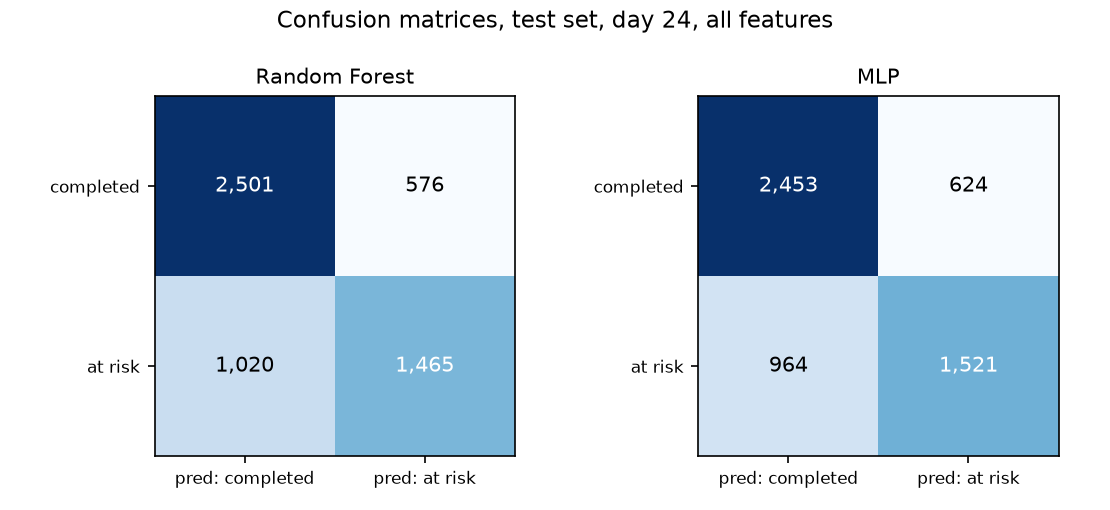 Confusion matrices, test set, day 24, all features
Random Forest
completed
2,501
576
at risk
1,020
1,465
pred: completed
pred: at risk
MLP
completed
2,453
624
at risk
964
1,521
pred: completed
pred: at risk